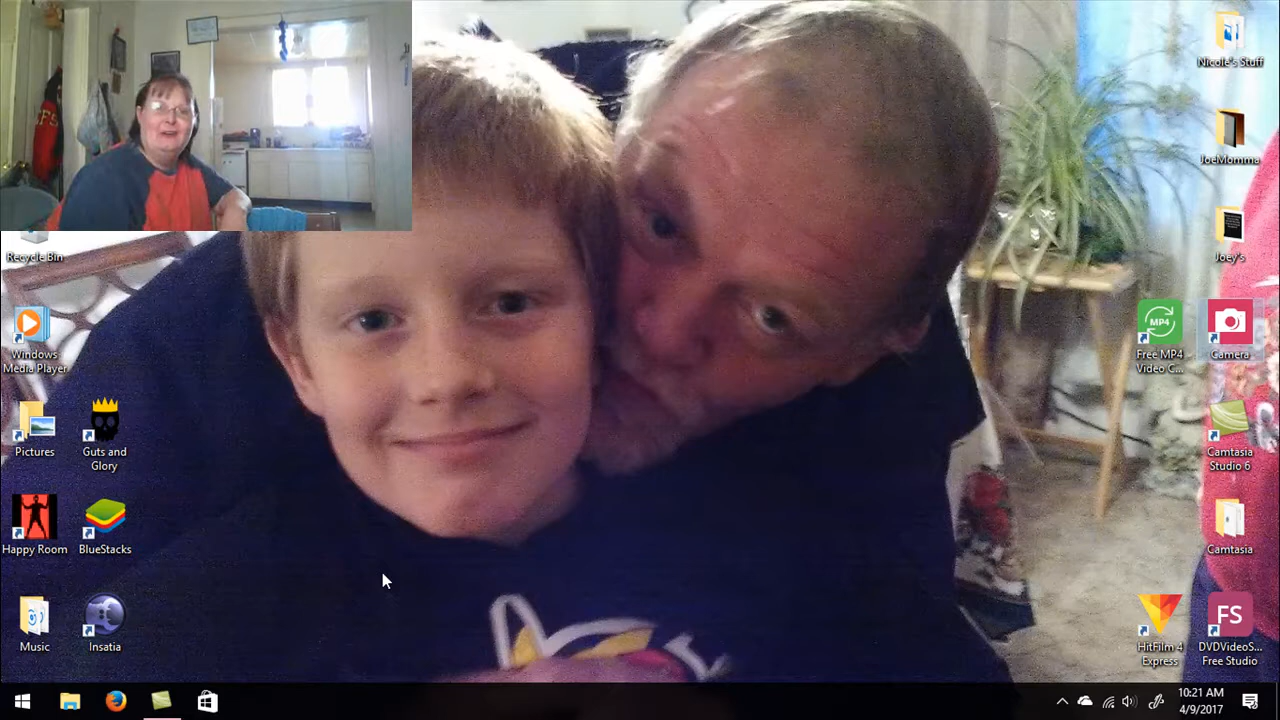 Nicole's Stuff
JoeMomma
Recycle Bin
Joey's
Windows
Media Player
MP4
Free MP4
Video C...
Camera
Pictures
Guts and
Glory
Camtasia
Studio 6
Happy Room
BlueStacks
Camtasia
Music
Insatia
HitFilm 4
Express
FS
DVDVideoS...
Free Studio
10:21 AM
4/9/2017